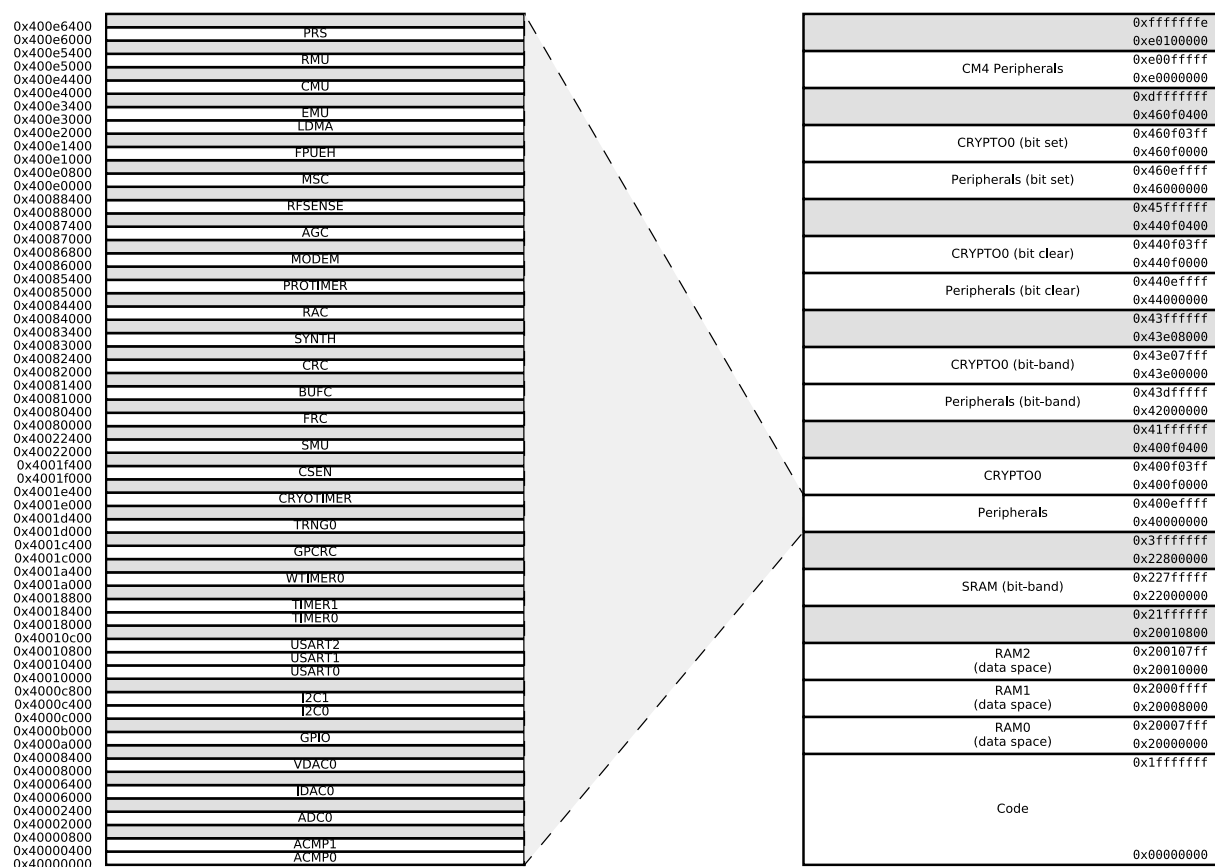 0x400e6400
PRS
0x400e6000
0x400e5400
RMU
0x400e5000
0x400e4400
CMU
0x400e4000
0x400e3400
EMU
0x400e3000
LDMA
0x400e2000
0x400e1400
FPUEH
0x400e1000
0x400e0800
MSC
0x400e0000
0x40088400
RFSENSE
0x40088000
0x40087400
AGC
0x40087000
0x40086800
MODEM
0x40086000
0x40085400
PROTIMER
0x40085000
0x40084400
RAC
0x40084000
0x40083400
SYNTH
0x40083000
0x40082400
CRC
0x40082000
0x40081400
BUFC
0x40081000
0x40080400
FRC
0x40080000
0x40022400
SMU
0x40022000
0x4001f400
CSEN
0x4001f000
0x4001e400
CRYOTIMER
0x4001e000
0x4001d400
TRNG0
0x4001d000
0x4001c400
GPCRC
0x4001c000
0x4001a400
WTIMER0
0x4001a000
0x40018800
TIMER1
0x40018400
TIMER0
0x40018000
0x40010c00
USART2
0x40010800
USART1
0x40010400
USART0
0x40010000
0x4000c800
I2C1
0x4000c400
I2C0
0x4000c000
0x4000b000
GPIO
0x4000a000
0x40008400
VDAC0
0x40008000
0x40006400
IDAC0
0x40006000
0x40002400
ADC0
0x40002000
0x40000800
ACMP1
0x40000400
ACMP0
0x40000000
0xfffffffe
0xe0100000
0xe00fffff
CM4 Peripherals
0xe0000000
0xdfffffff
0x460f0400
0x460f03ff
CRYPTO0 (bit set)
0x460f0000
0x460effff
Peripherals (bit set)
0x46000000
0x45ffffff
0x440f0400
0x440f03ff
CRYPTO0 (bit clear)
0x440f0000
0x440effff
Peripherals (bit clear)
0x44000000
0x43ffffff
0x43e08000
0x43e07fff
CRYPTO0 (bit-band)
0x43e00000
0x43dfffff
Peripherals (bit-band)
0x42000000
0x41ffffff
0x400f0400
0x400f03ff
CRYPTO0
0x400f0000
0x400effff
Peripherals
0x40000000
0x3fffffff
0x22800000
0x227fffff
SRAM (bit-band)
0x22000000
0x21ffffff
0x20010800
RAM2 0x200107ff
(data space) 0x20010000
RAM1 0x2000ffff
(data space) 0x20008000
RAM0 0x20007fff
(data space) 0x20000000
0x1fffffff
Code
0x00000000